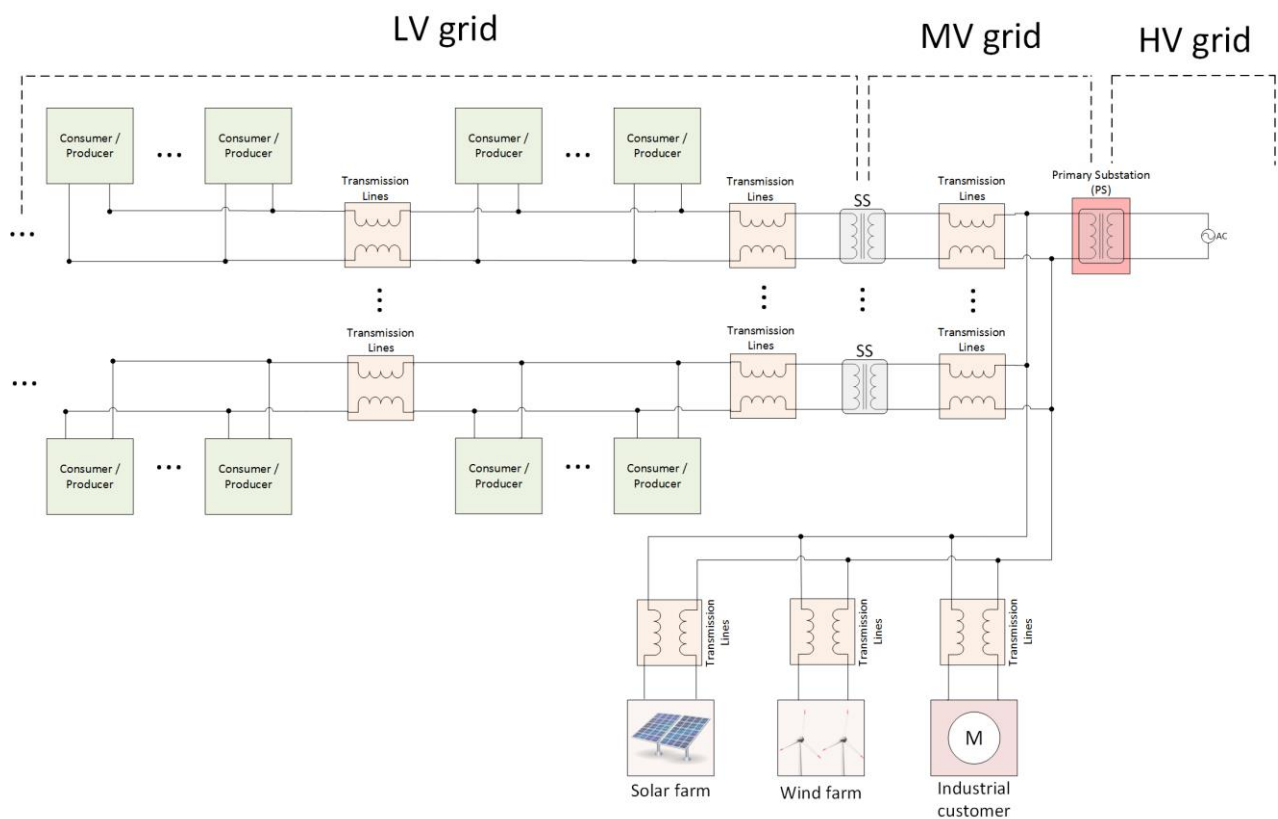 LV grid
MV grid
HV grid
Consumer /
Producer
...
Consumer /
Producer
Consumer /
Producer
...
Consumer /
Producer
Transmission
Lines
Transmission
Lines
SS
Transmission
Lines
Primary Substation
(PS)
...
AC
...
...
...
...
Transmission
Lines
Transmission
Lines
SS
Transmission
Lines
...
Consumer /
Producer
...
Consumer /
Producer
Consumer /
Producer
...
Consumer /
Producer
Transmission
Lines
Transmission
Lines
Transmission
Lines
M
Solar farm
Wind farm
Industrial
customer